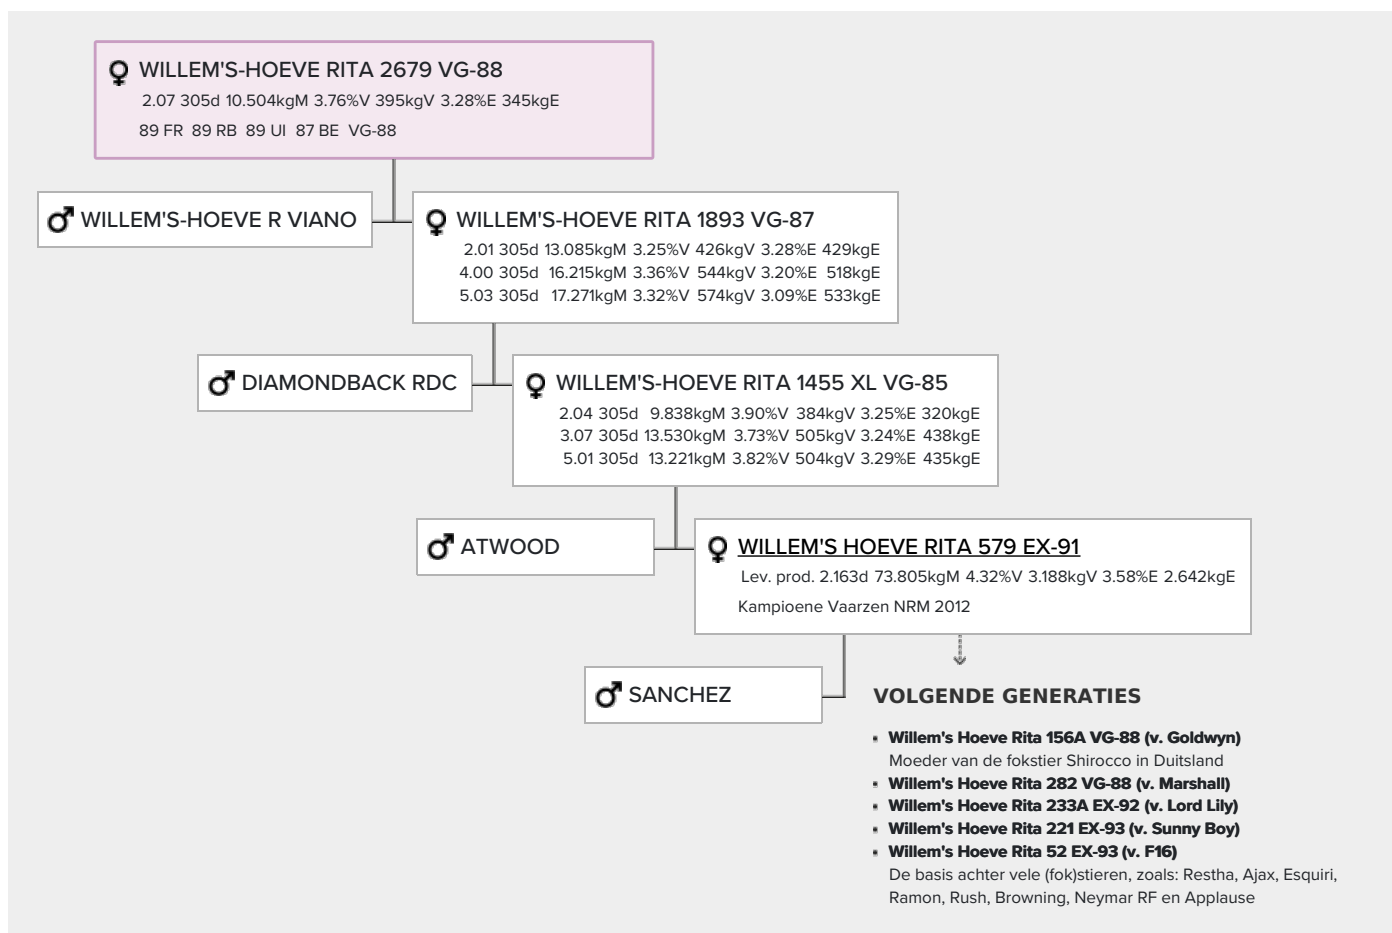 WILLEM'S-HOEVE RITA 2679 VG-88
2.07 305d 10.504kgM 3.76%V 395kgV 3.28%E 345kgE
89 FR 89 RB 89 UI 87 BE VG-88
WILLEM'S-HOEVE R VIANO
WILLEM'S-HOEVE RITA 1893 VG-87
2.01 305d 13.085kgM 3.25%V 426kgV 3.28%E 429kgE
4.00 305d 16.215kgM 3.36%V 544kgV 3.20%E 518kgE
5.03 305d 17.271kgM 3.32%V 574kgV 3.09%E 533kgE
DIAMONDBACK RDC
WILLEM'S-HOEVE RITA 1455 XL VG-85
2.04 305d 9.838kgM 3.90%V 384kgV 3.25%E 320kgE
3.07 305d 13.530kgM 3.73%V 505kgV 3.24%E 438kgE
5.01 305d 13.221kgM 3.82%V 504kgV 3.29%E 435kgE
ATWOOD
WILLEM'S HOEVE RITA 579 EX-91
Lev. prod. 2.163d 73.805kgM 4.32%V 3.188kgV 3.58%E 2.642kgE
Kampioene Vaarzen NRM 2012
SANCHEZ
VOLGENDE GENERATIES
Willem's Hoeve Rita 156A VG-88 (v. Goldwyn)
Moeder van de fokstier Shirocco in Duitsland
Willem's Hoeve Rita 282 VG-88 (v. Marshall)
Willem's Hoeve Rita 233A EX-92 (v. Lord Lily)
Willem's Hoeve Rita 221 EX-93 (v. Sunny Boy)
Willem's Hoeve Rita 52 EX-93 (v. F16)
De basis achter vele (fok)stieren, zoals: Restha, Ajax, Esquiri,
Ramon, Rush, Browning, Neymar RF en Applause